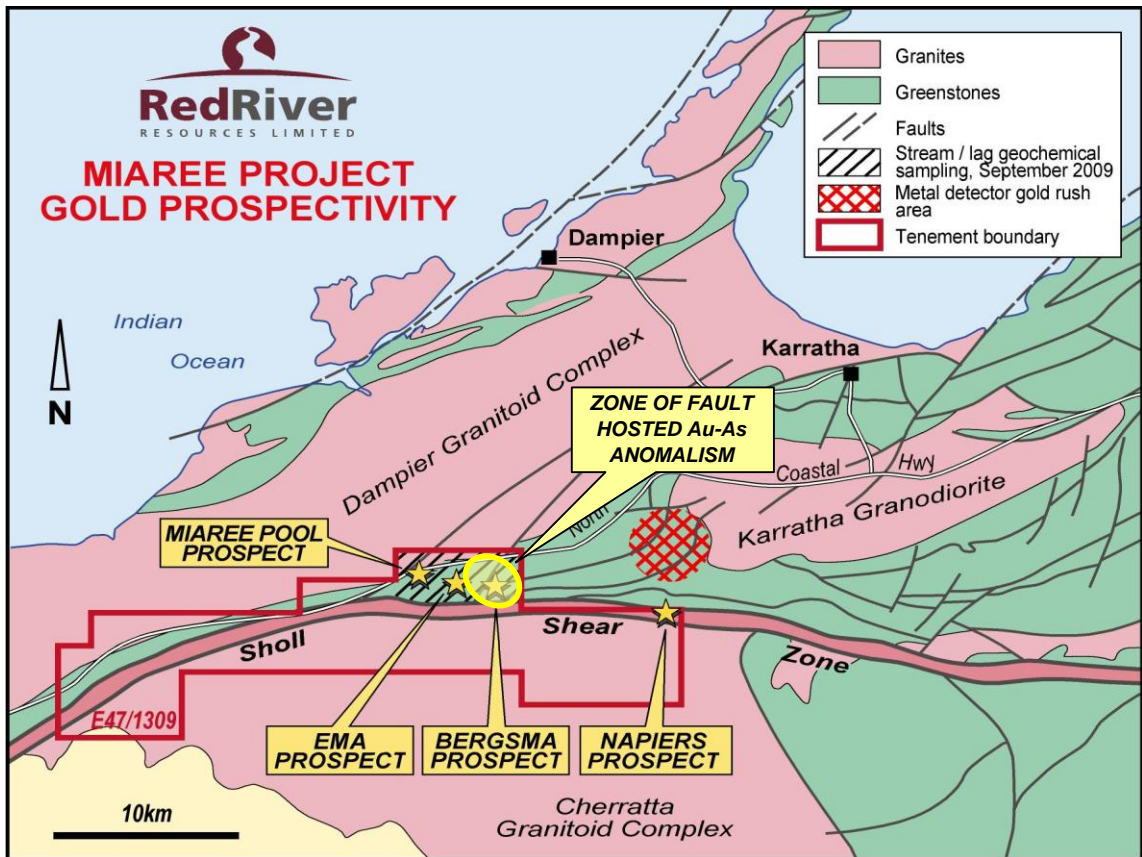 RedRiver
RESOURCES LIMITED
MIAREE PROJECT
GOLD PROSPECTIVITY
Granites
Greenstones
Faults
Stream / lag geochemical
sampling, September 2009
Metal detector gold rush
area
Tenement boundary
Dampier
Indian
Ocean
N
Karratha
Dampier Granitoid Complex
ZONE OF FAULT
HOSTED Au-As
ANOMALISM
North
Coastal
Hwy
Karratha Granodiorite
MIAREE POOL
PROSPECT
Sholl
Shear
Zone
E47/1309
EMA
PROSPECT
BERGSMA
PROSPECT
NAPIERS
PROSPECT
10km
Cherratta
Granitoid Complex